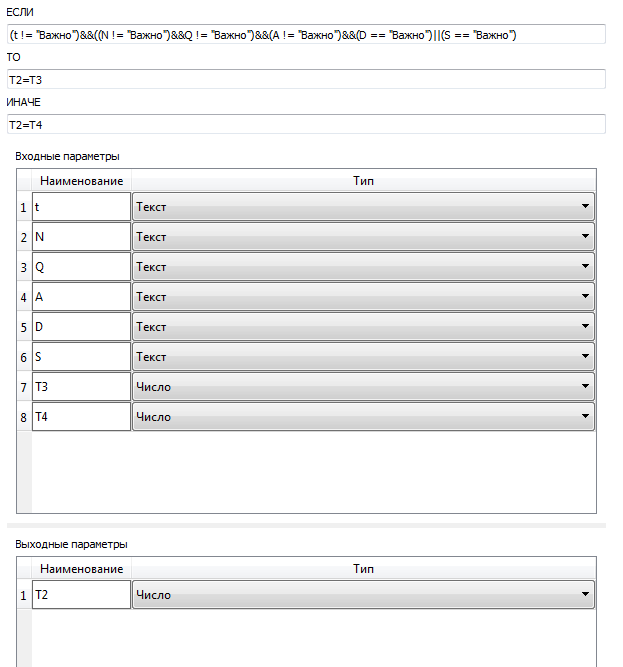 ЕСЛИ
(t != "Важно")&&((N != "Важно")&&Q != "Важно")&&(A != "Важно")&&(D == "Важно")||(S == "Важно")
ТО
T2=T3
ИНАЧЕ
T2=T4
Входные параметры
Наименование Тип
1 t Текст
2 N Текст
3 Q Текст
4 A Текст
5 D Текст
6 S Текст
7 T3 Число
8 T4 Число
Выходные параметры
Наименование Тип
1 T2 Число